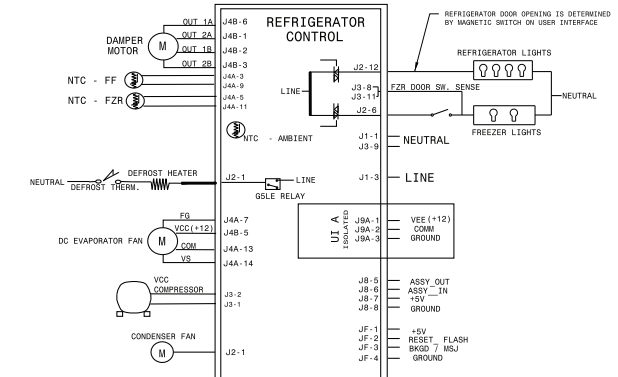 REFRIGERATOR DOOR OPENING IS DETERMINED
BY MAGNETIC SWITCH ON USER INTERFACE
REFRIGERATOR
CONTROL
OUT 1A
J4B-6
DAMPER
MOTOR
M
OUT 2A
J4B-1
OUT 1B
J4B-2
OUT 2B
J4B-3
REFRIGERATOR LIGHTS
J2-12
NTC - FF
J4A-3
J4A-9
NTC - FZR
J4A-5
J4A-11
LINE
J3-8
J3-11
FZR DOOR SW. SENSE
NEUTRAL
J2-6
FREEZER LIGHTS
NTC - AMBIENT
J1-1
J3-9
NEUTRAL
NEUTRAL
DEFROST THERM.
DEFROST HEATER
J2-1
LINE
G5LE RELAY
J1-3
LINE
DC EVAPORATOR FAN
M
FG
J4A-7
VCC(+12)
J4B-5
COM
J4A-13
VS
J4A-14
UI A
ISOLATED
J9A-1
VEE(+12)
J9A-2
COMM
J9A-3
GROUND
VCC
COMPRESSOR
J3-2
J3-1
J8-5
ASSY_OUT
J8-6
ASSY__IN
J8-7
+5V
J8-8
GROUND
CONDENSER FAN
M
J2-1
JF-1
+5V
JF-2
RESET_ FLASH
JF-3
BKGD / MSJ
JF-4
GROUND